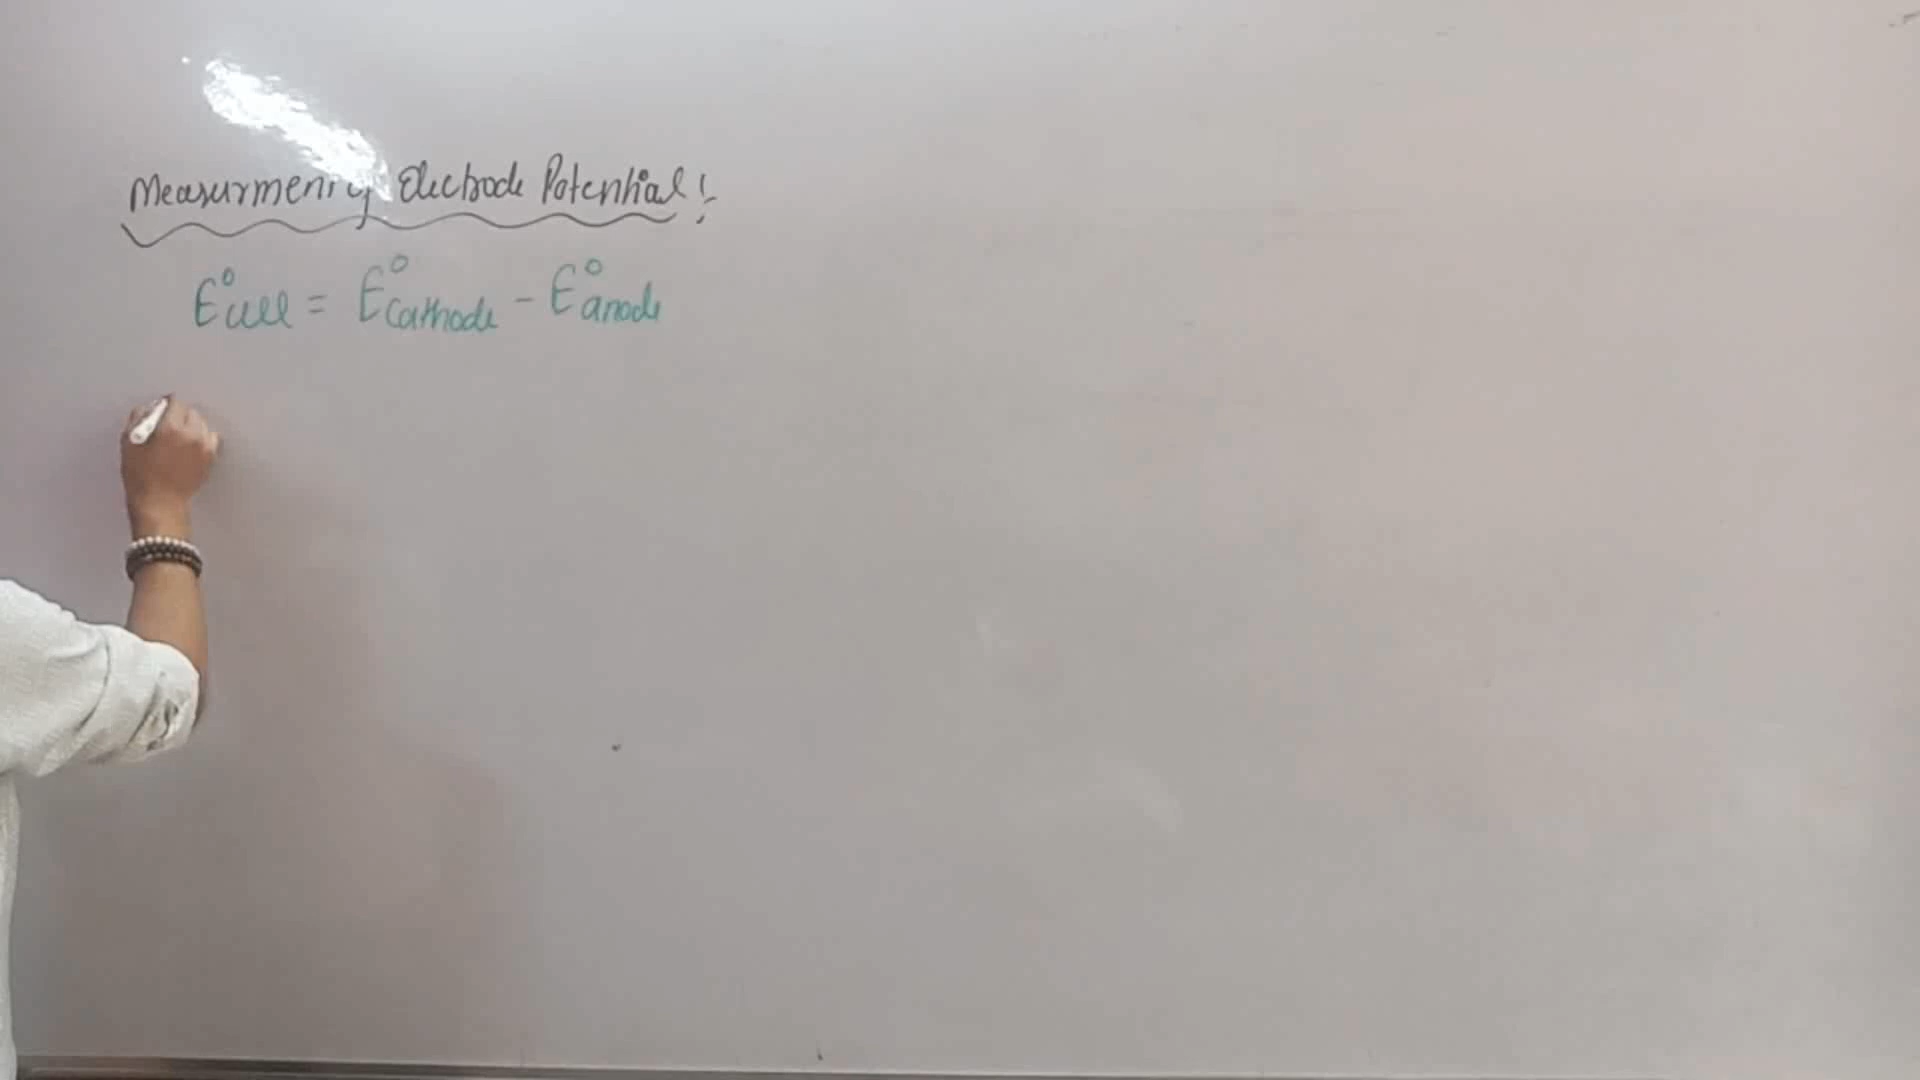 Measurment of Electrode Potential :-
E°cell = E°cathode - E°anode